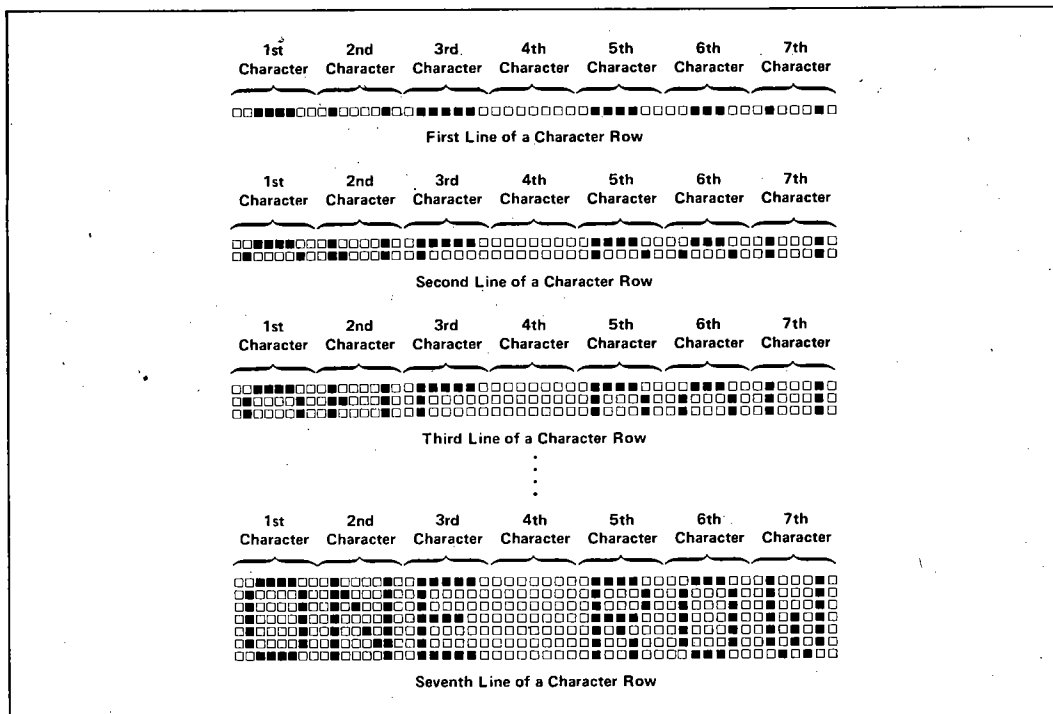 1st 2nd 3rd 4th 5th 6th 7th
Character Character Character Character Character Character Character
First Line of a Character Row
1st 2nd 3rd 4th 5th 6th 7th
Character Character Character Character Character Character Character
Second Line of a Character Row
1st 2nd 3rd 4th 5th 6th 7th
Character Character Character Character Character Character Character
Third Line of a Character Row
1st 2nd 3rd 4th 5th 6th 7th
Character Character Character Character Character Character Character
ONE ROW
Seventh Line of a Character Row